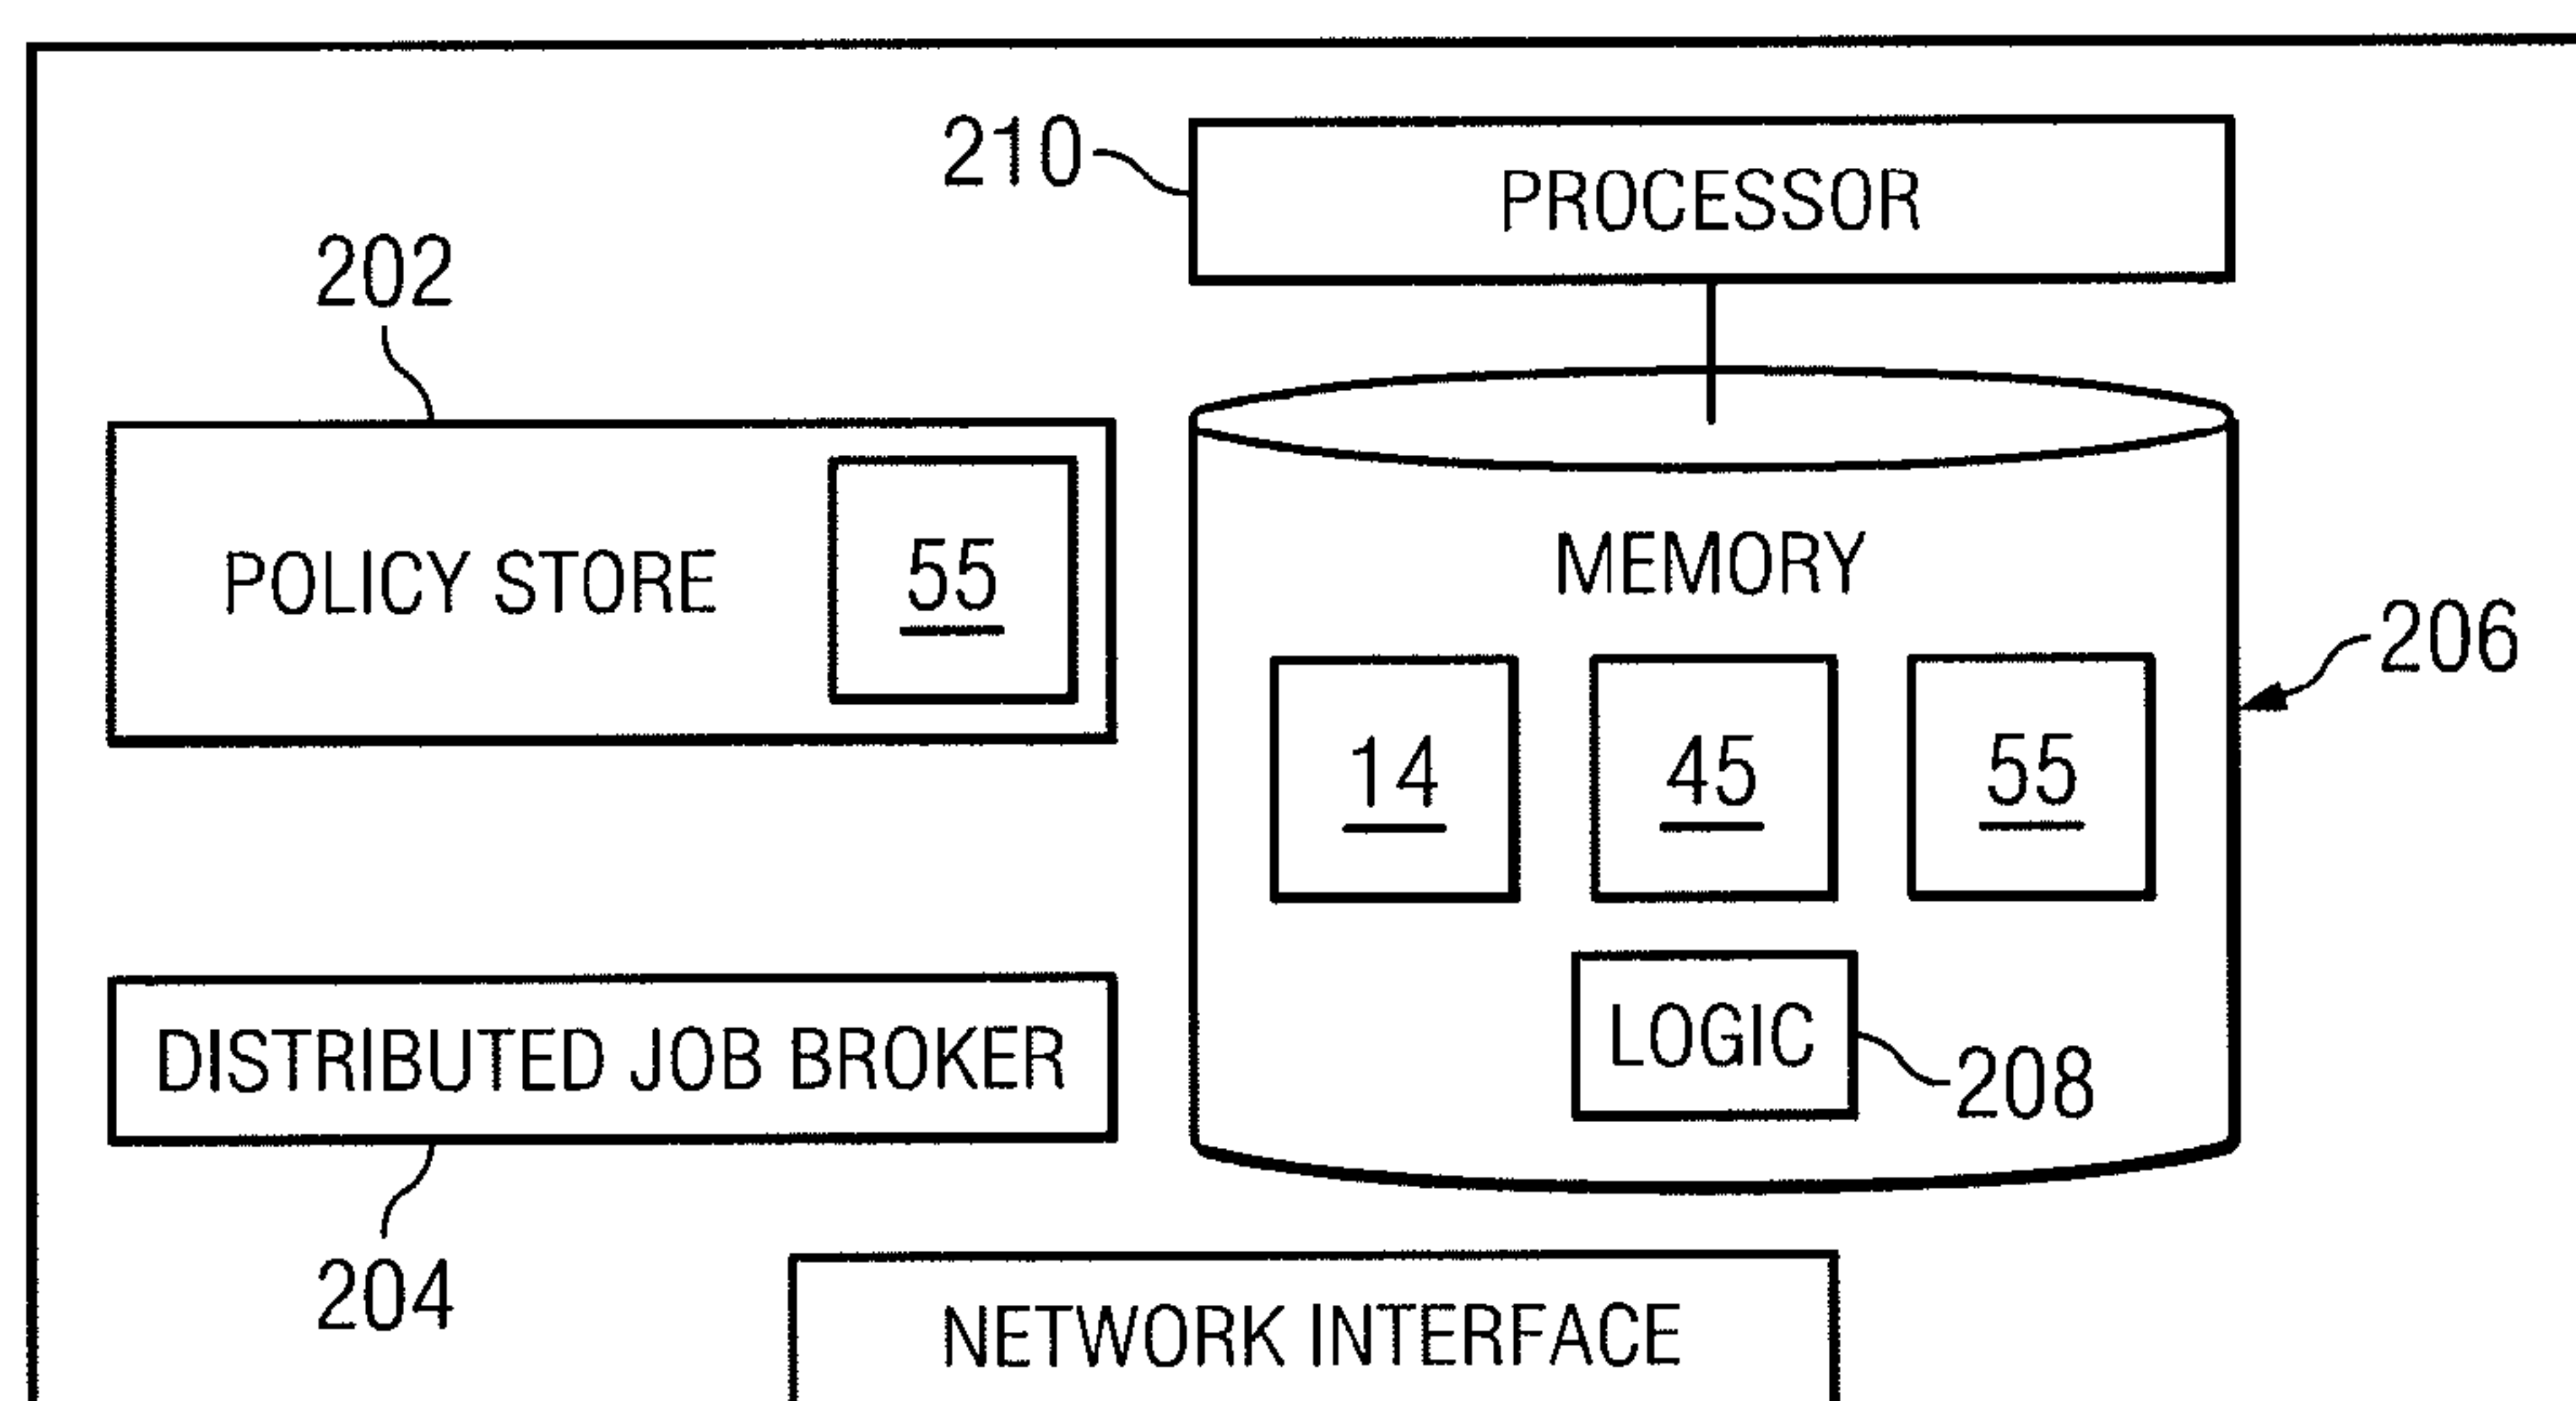 210
PROCESSOR
202
POLICY STORE
55
MEMORY
206
14
45
55
LOGIC
208
DISTRIBUTED JOB BROKER
204
NETWORK INTERFACE